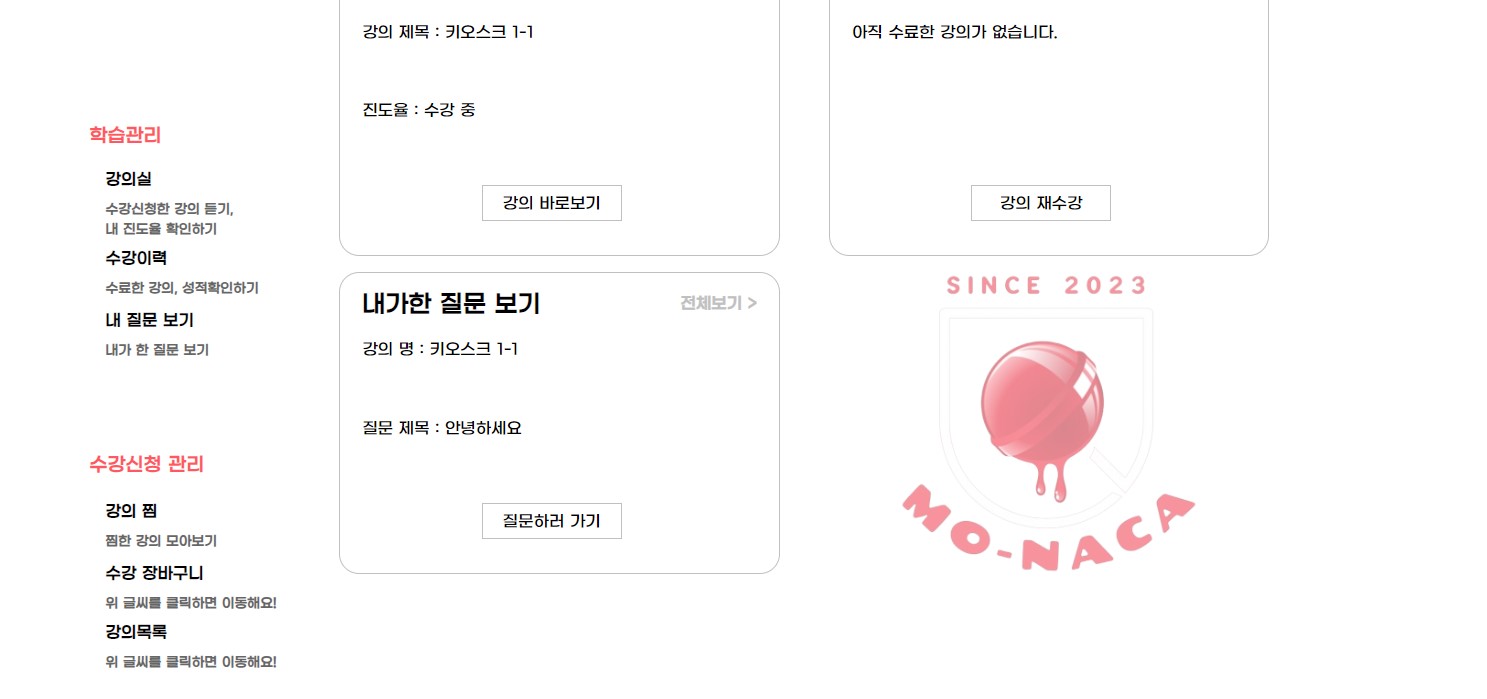 학습관리
강의실
수강신청한 강의 듣기,
내 진도율 확인하기
수강이력
수료한 강의, 성적확인하기
내 질문 보기
내가 한 질문 보기
수강신청 관리
강의 찜
찜한 강의 모아보기
수강 장바구니
위 글씨를 클릭하면 이동해요!
강의목록
위 글씨를 클릭하면 이동해요!
강의 제목 : 키오스크 1-1
진도율 : 수강 중
강의 바로보기
아직 수료한 강의가 없습니다.
강의 재수강
내가한 질문 보기
전체보기 >
강의 명 : 키오스크 1-1
질문 제목 : 안녕하세요
질문하러 가기
SINCE 2023
MO-NACA